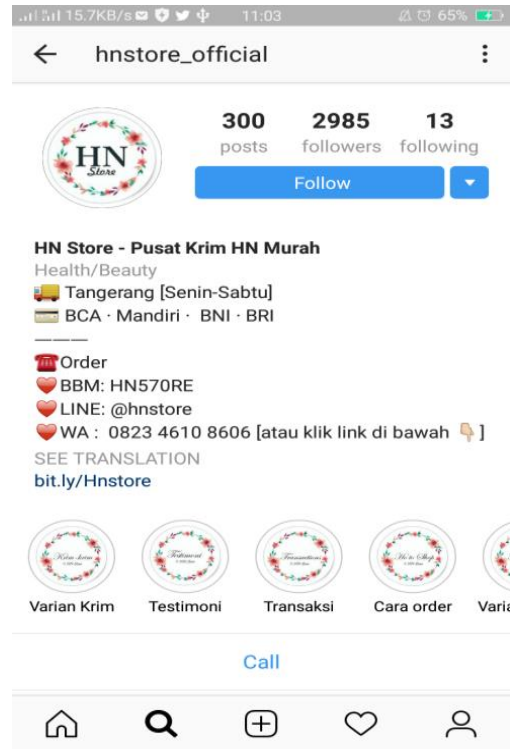 15.7KB/s 11:03 65%
hnstore_official
HN
Store
300 2985 13
posts followers following
Follow
HN Store - Pusat Krim HN Murah
Health/Beauty
Tangerang [Senin-Sabtu]
BCA · Mandiri · BNI · BRI
———
Order
BBM: HN570RE
LINE: @hnstore
WA : 0823 4610 8606 [atau klik link di bawah 👇🏻]
SEE TRANSLATION
bit.ly/Hnstore
Testimoni
Varian Krim Testimoni Transaksi Cara order Varia
Call